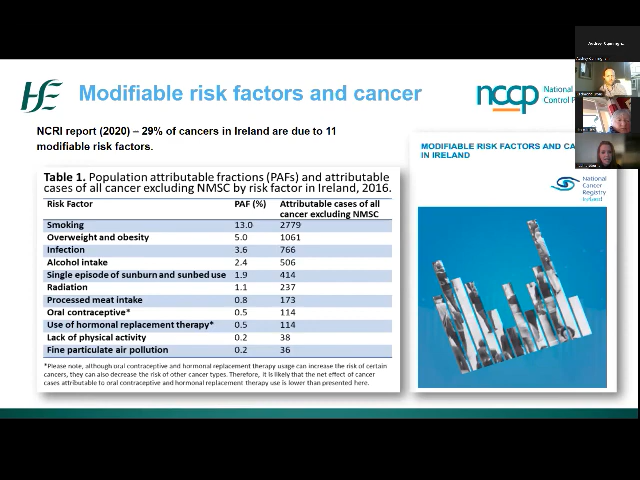 Modifiable risk factors and cancer
nccp
National
Control P
NCRI report (2020) – 29% of cancers in Ireland are due to 11
modifiable risk factors.
Table 1. Population attributable fractions (PAFs) and attributable
cases of all cancer excluding NMSC by risk factor in Ireland, 2016.
Risk Factor PAF (%) Attributable cases of all
cancer excluding NMSC
Smoking 13.0 2779
Overweight and obesity 5.0 1061
Infection 3.6 766
Alcohol intake 2.4 506
Single episode of sunburn and sunbed use 1.9 414
Radiation 1.1 237
Processed meat intake 0.8 173
Oral contraceptive* 0.5 114
Use of hormonal replacement therapy* 0.5 114
Lack of physical activity 0.2 38
Fine particulate air pollution 0.2 36
*Please note, although oral contraceptive and hormonal replacement therapy usage can increase the risk of certain
cancers, they can also decrease the risk of other cancer types. Therefore, it is likely that the net effect of cancer
cases attributable to oral contraceptive and hormonal replacement therapy use is lower than presented here.
MODIFIABLE RISK FACTORS AND CA
IN IRELAND
National
Cancer
Registry
Ireland